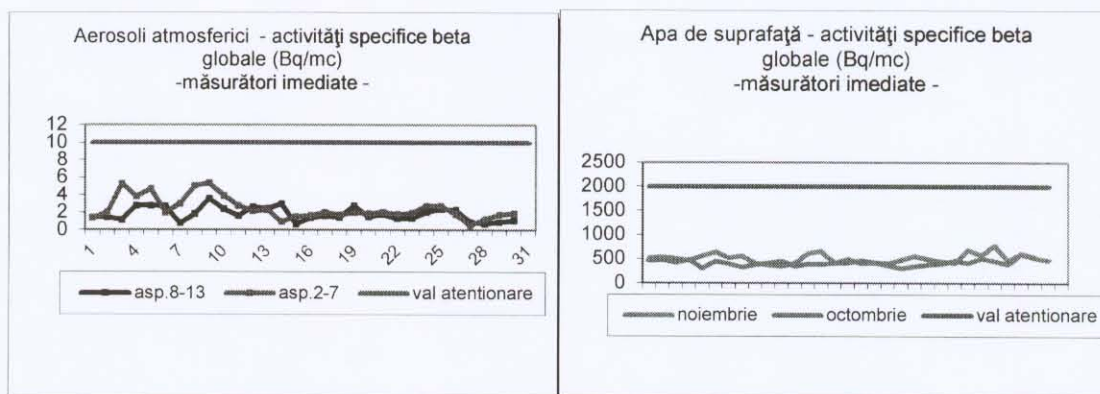 Aerosoli atmosferici - activităţi specifice beta
globale (Bq/mc)
-măsurători imediate -
12
10
8
6
4
2
0
1
4
7
10
13
16
19
22
25
28
31
asp.8-13
asp.2-7
val atentionare
Apa de suprafaţă - activităţi specifice beta
globale (Bq/mc)
-măsurători imediate -
2500
2000
1500
1000
500
0
noiembrie
octombrie
val atentionare